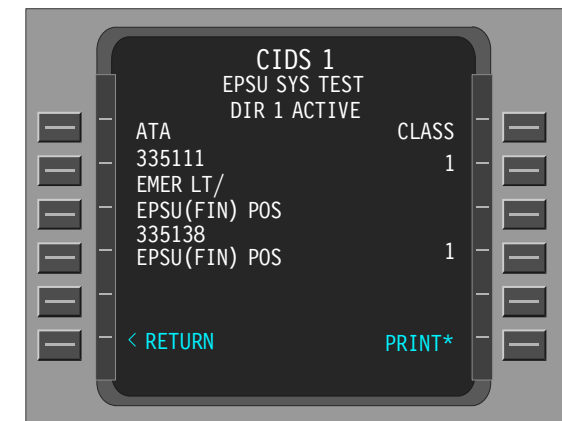 CIDS 1
EPSU SYS TEST
DIR 1 ACTIVE
ATA CLASS
335111 1
EMER LT/
EPSU(FIN) POS
335138
EPSU(FIN) POS 1
< RETURN PRINT*